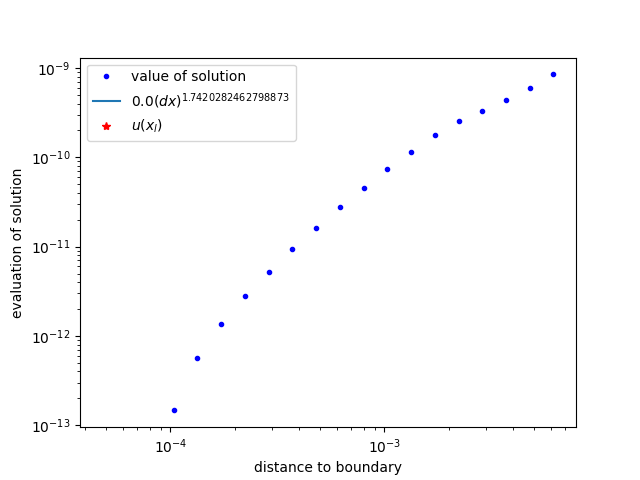 10⁻⁹
10⁻¹⁰
10⁻¹¹
10⁻¹²
10⁻¹³
evaluation of solution
value of solution
0.0(dx)¹·⁷⁴²⁰²⁸²⁴⁶²⁷⁹⁸⁸⁷³
u(xₗ)
10⁻⁴
10⁻³
distance to boundary